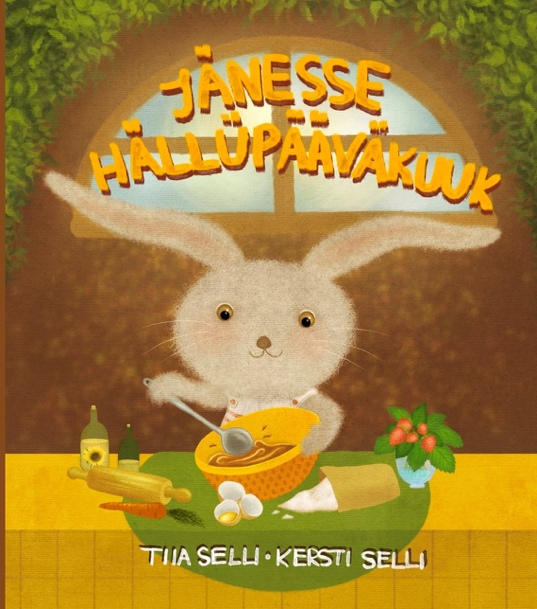 JÄNESSE
HÄLLÜPÄÄVÄKUUK
TIIA SELLI • KERSTI SELLI